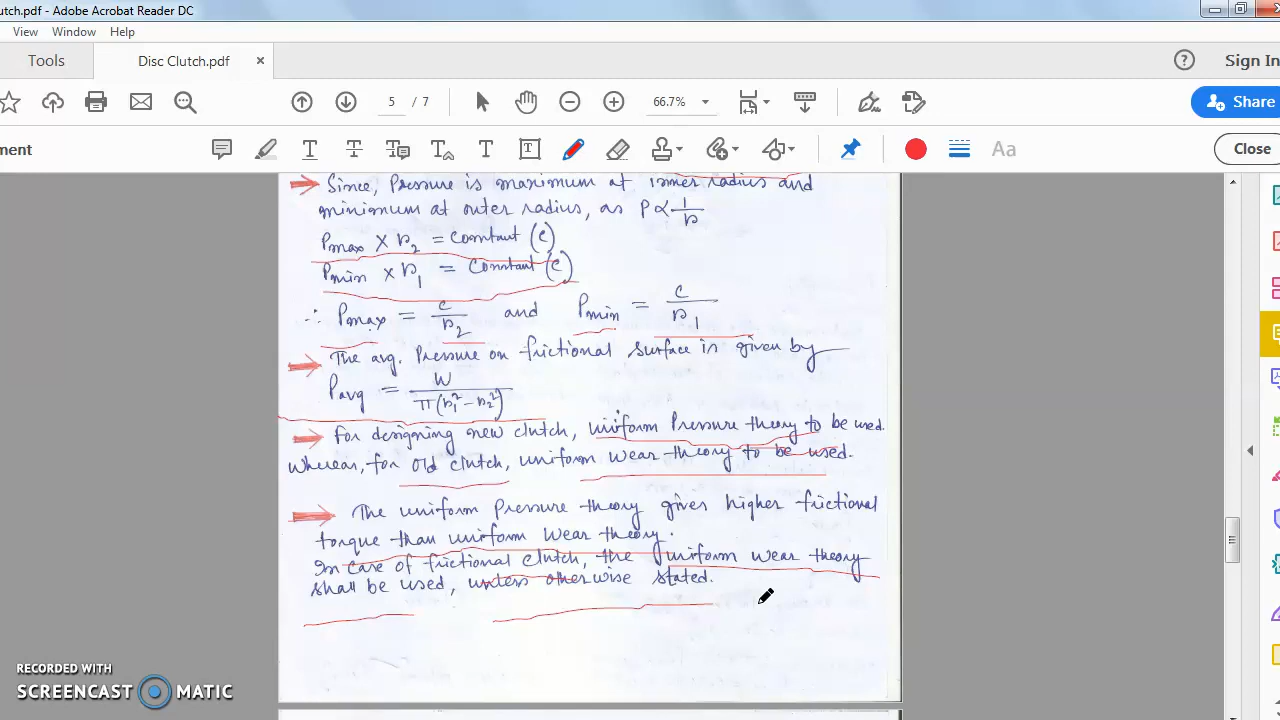 utch.pdf - Adobe Acrobat Reader DC
View Window Help
Tools Disc Clutch.pdf × Sign In
5 / 7 66.7% Share
ment Close
Since, Pressure is maximum at inner radius and
minimum at outer radius, as P ∝ 1/r
Pmax × r2 = Constant (C)
Pmin × r1 = Constant (C)
∴ Pmax = C/r2 and Pmin = C/r1
The avg. Pressure on frictional surface is given by
Pavg = W/π(r1² - r2²)
For designing new clutch, uniform Pressure theory to be used.
Whereas, for old clutch, uniform wear theory to be used.
The uniform Pressure theory gives higher frictional
torque than uniform wear theory.
In case of frictional clutch, the uniform wear theory
shall be used, unless otherwise stated.
RECORDED WITH
SCREENCAST MATIC